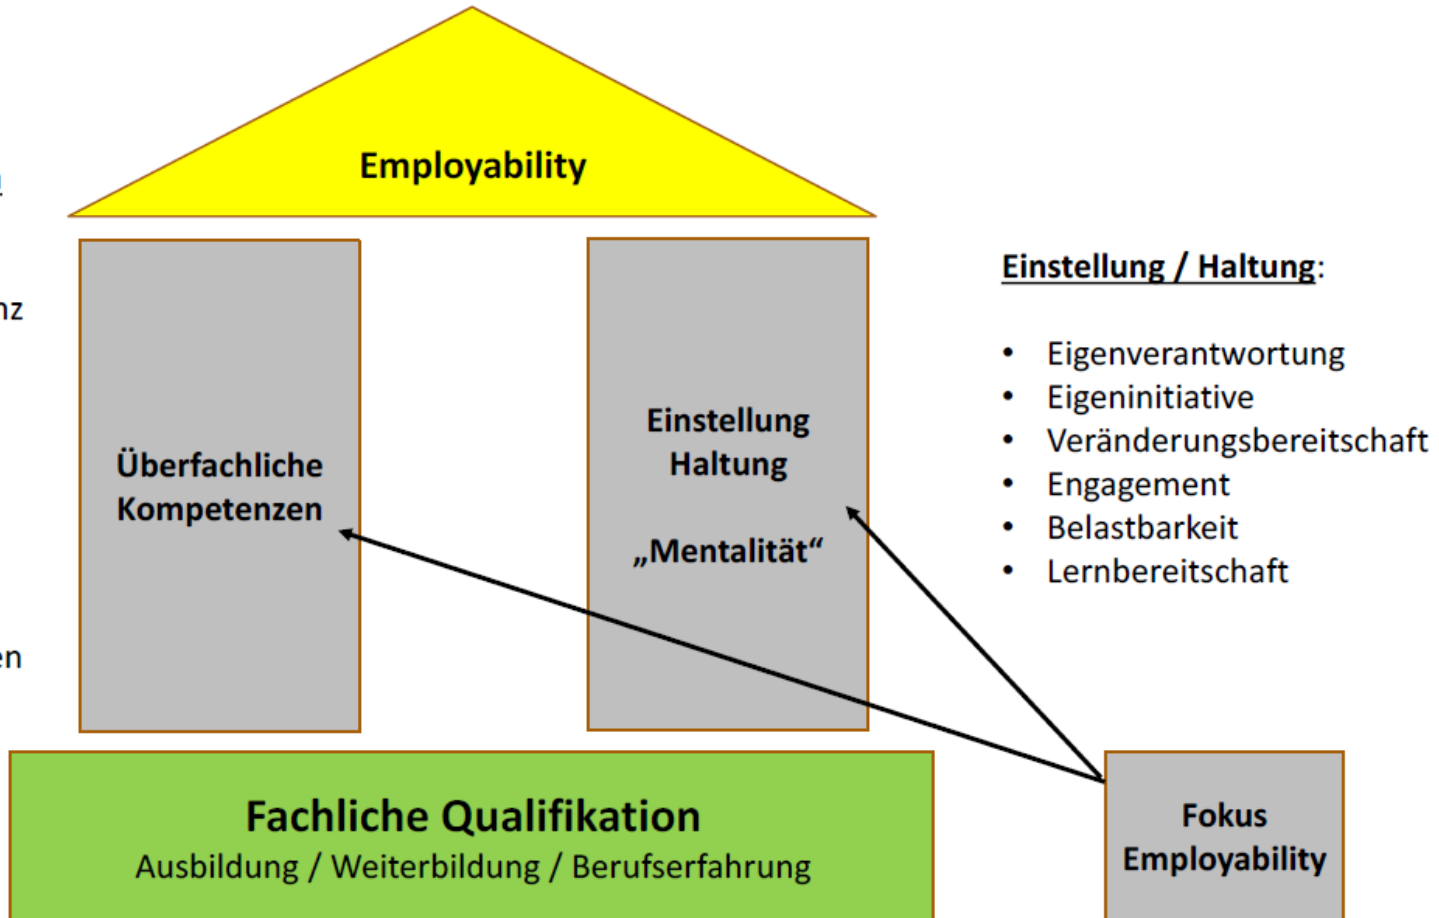 Employability
Überfachliche
Kompetenzen
Einstellung
Haltung
„Mentalität“
Einstellung / Haltung:
• Eigenverantwortung
• Eigeninitiative
• Veränderungsbereitschaft
• Engagement
• Belastbarkeit
• Lernbereitschaft
Fachliche Qualifikation
Ausbildung / Weiterbildung / Berufserfahrung
Fokus
Employability